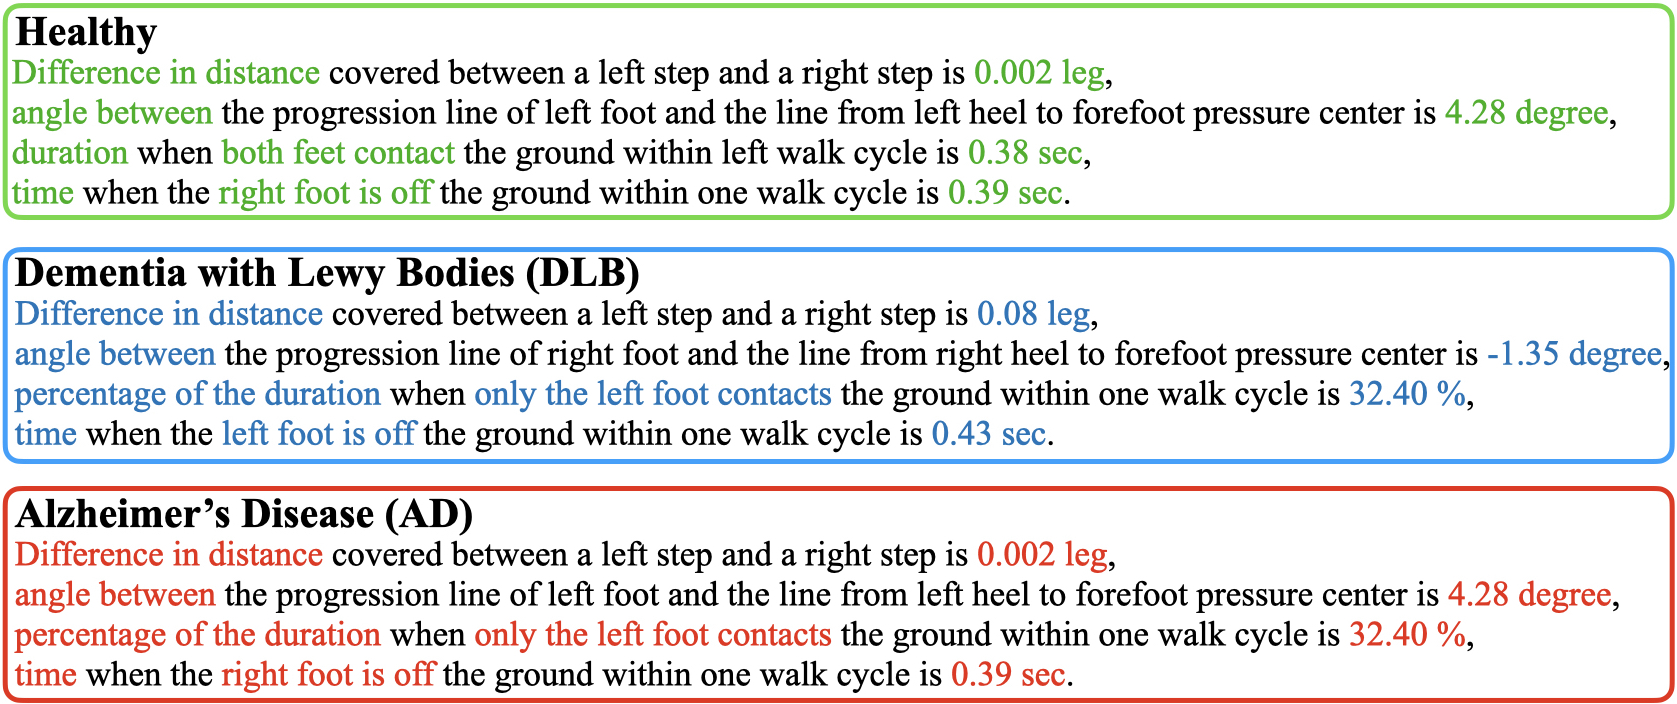 Healthy
Difference in distance covered between a left step and a right step is 0.002 leg,
angle between the progression line of left foot and the line from left heel to forefoot pressure center is 4.28 degree,
duration when both feet contact the ground within left walk cycle is 0.38 sec,
time when the right foot is off the ground within one walk cycle is 0.39 sec.
Dementia with Lewy Bodies (DLB)
Difference in distance covered between a left step and a right step is 0.08 leg,
angle between the progression line of right foot and the line from right heel to forefoot pressure center is -1.35 degree,
percentage of the duration when only the left foot contacts the ground within one walk cycle is 32.40 %,
time when the left foot is off the ground within one walk cycle is 0.43 sec.
Alzheimer’s Disease (AD)
Difference in distance covered between a left step and a right step is 0.002 leg,
angle between the progression line of left foot and the line from left heel to forefoot pressure center is 4.28 degree,
percentage of the duration when only the left foot contacts the ground within one walk cycle is 32.40 %,
time when the right foot is off the ground within one walk cycle is 0.39 sec.